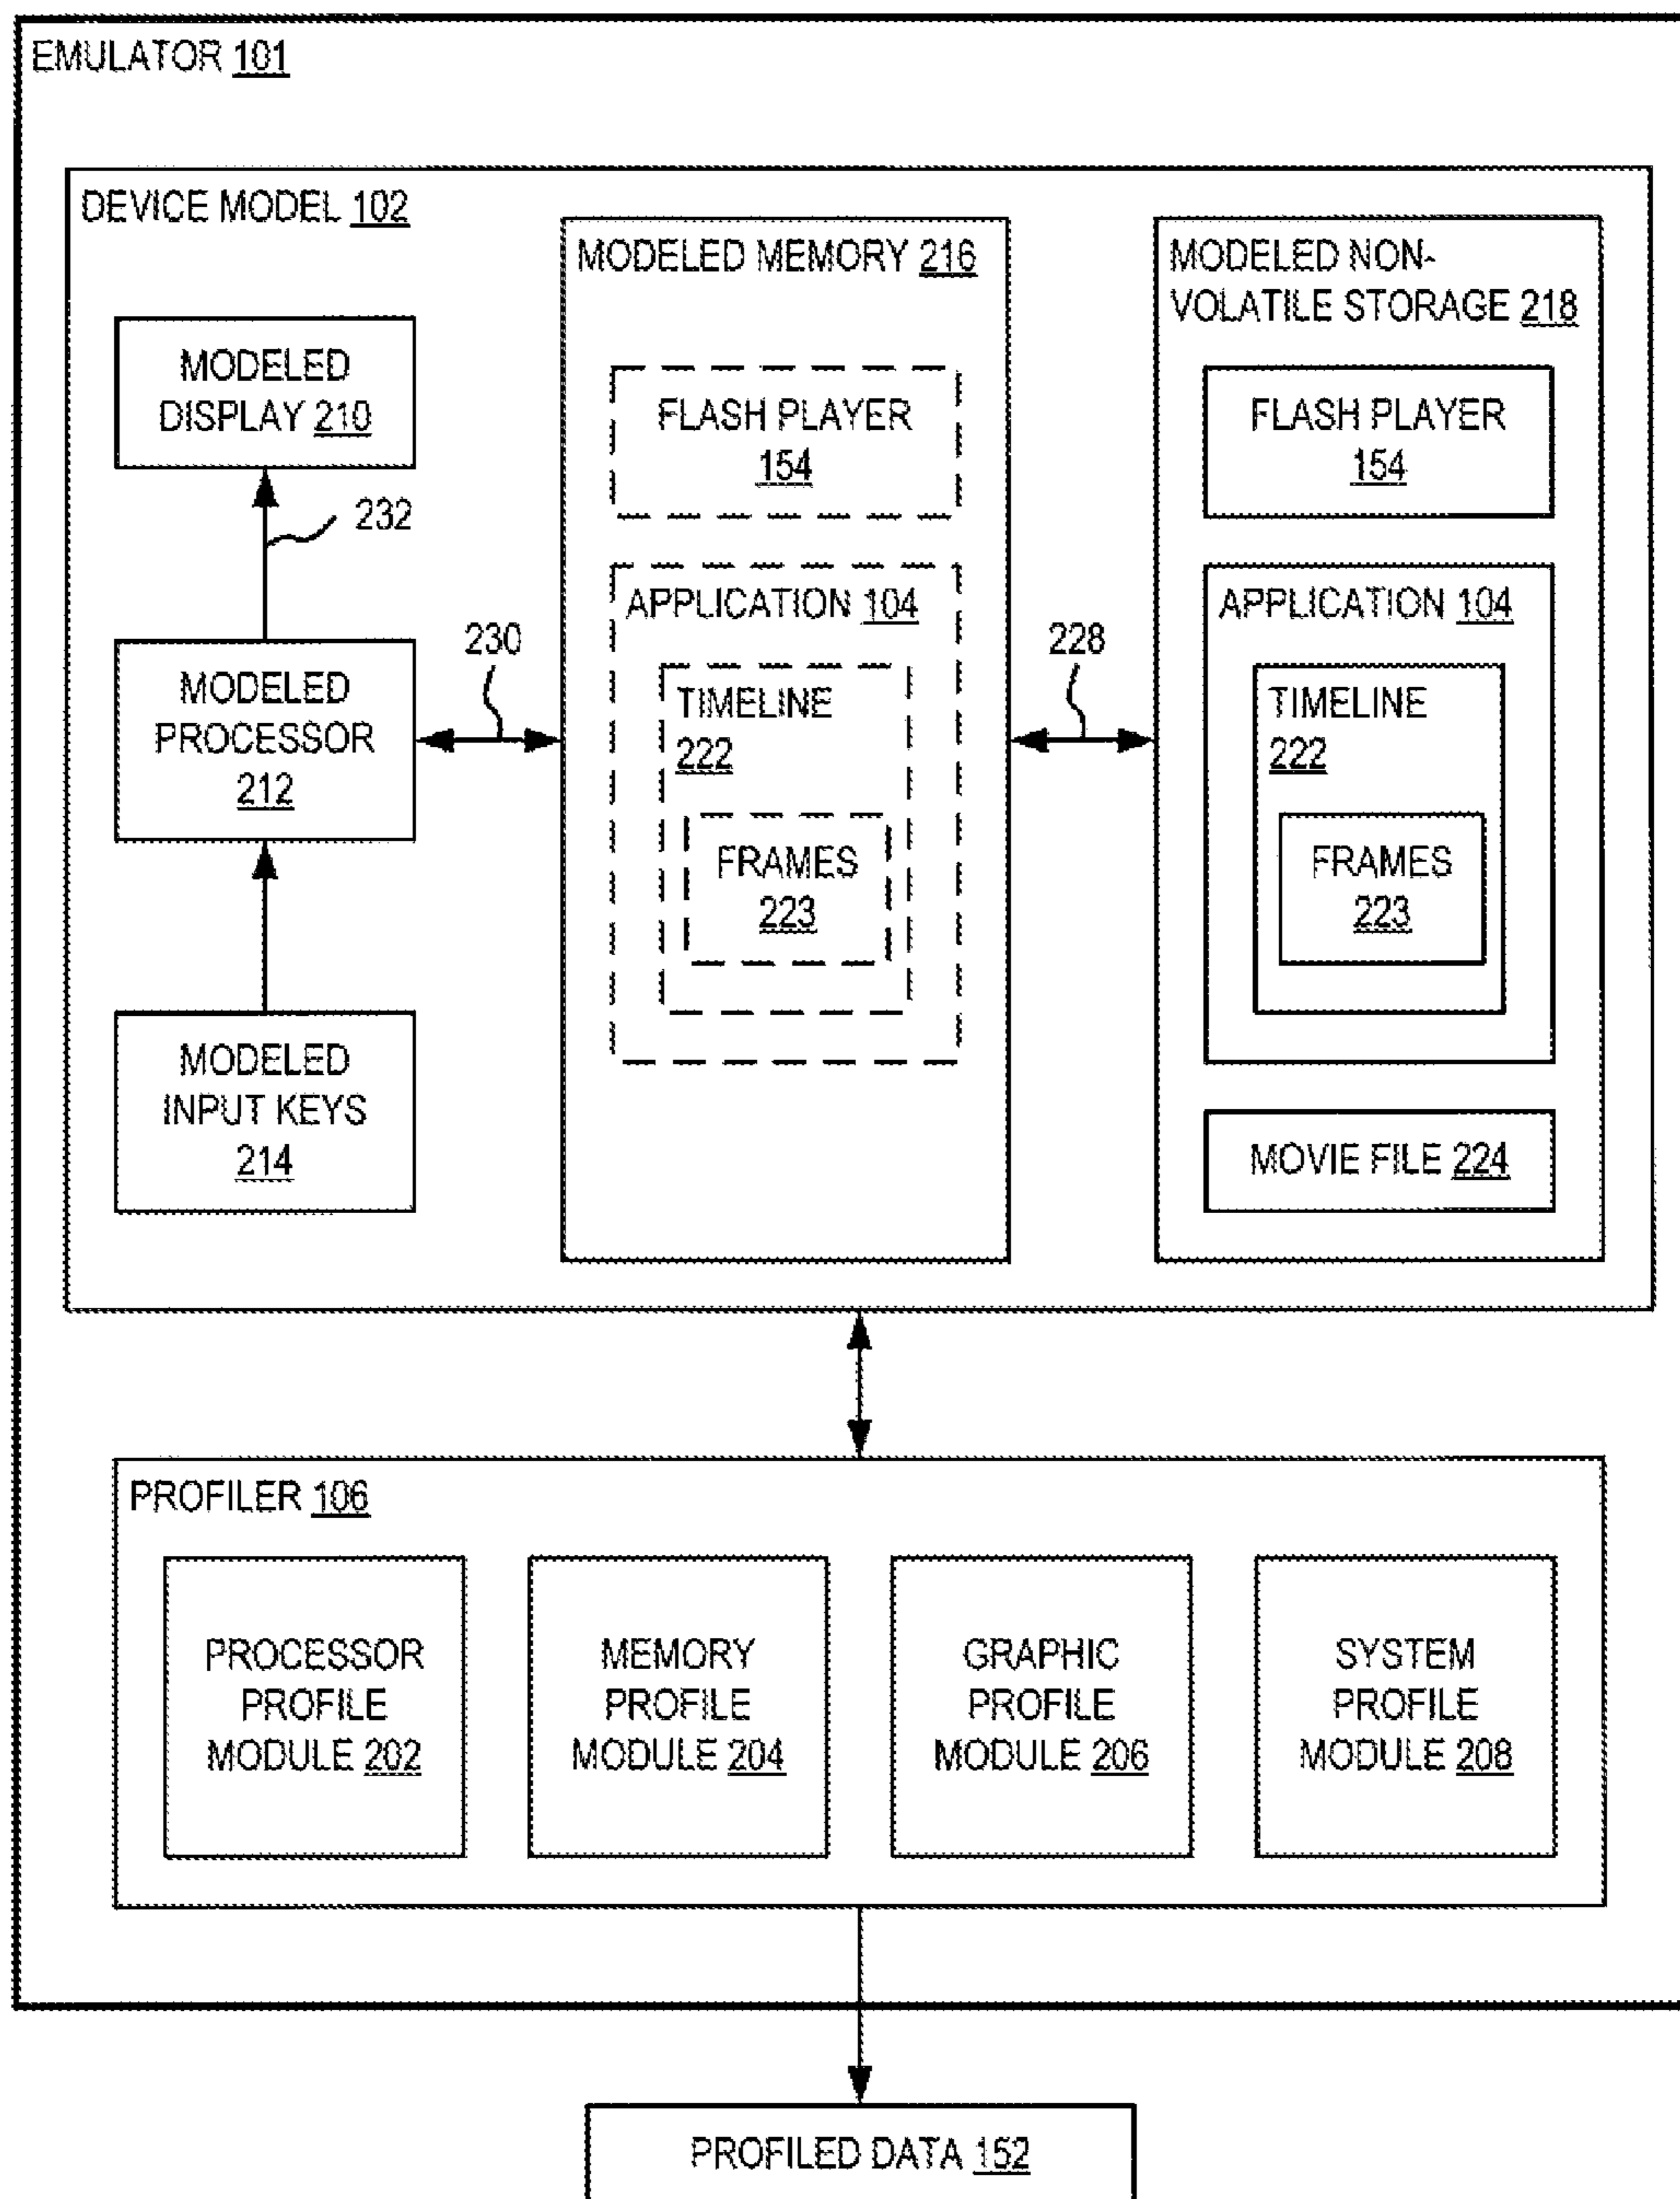 EMULATOR 101
DEVICE MODEL 102
MODELED
DISPLAY 210
232
MODELED
PROCESSOR
212
MODELED
INPUT KEYS
214
230
MODELED MEMORY 216
FLASH PLAYER
154
APPLICATION 104
TIMELINE
222
FRAMES
223
228
MODELED NON-
VOLATILE STORAGE 218
FLASH PLAYER
154
APPLICATION 104
TIMELINE
222
FRAMES
223
MOVIE FILE 224
PROFILER 106
PROCESSOR
PROFILE
MODULE 202
MEMORY
PROFILE
MODULE 204
GRAPHIC
PROFILE
MODULE 206
SYSTEM
PROFILE
MODULE 208
PROFILED DATA 152